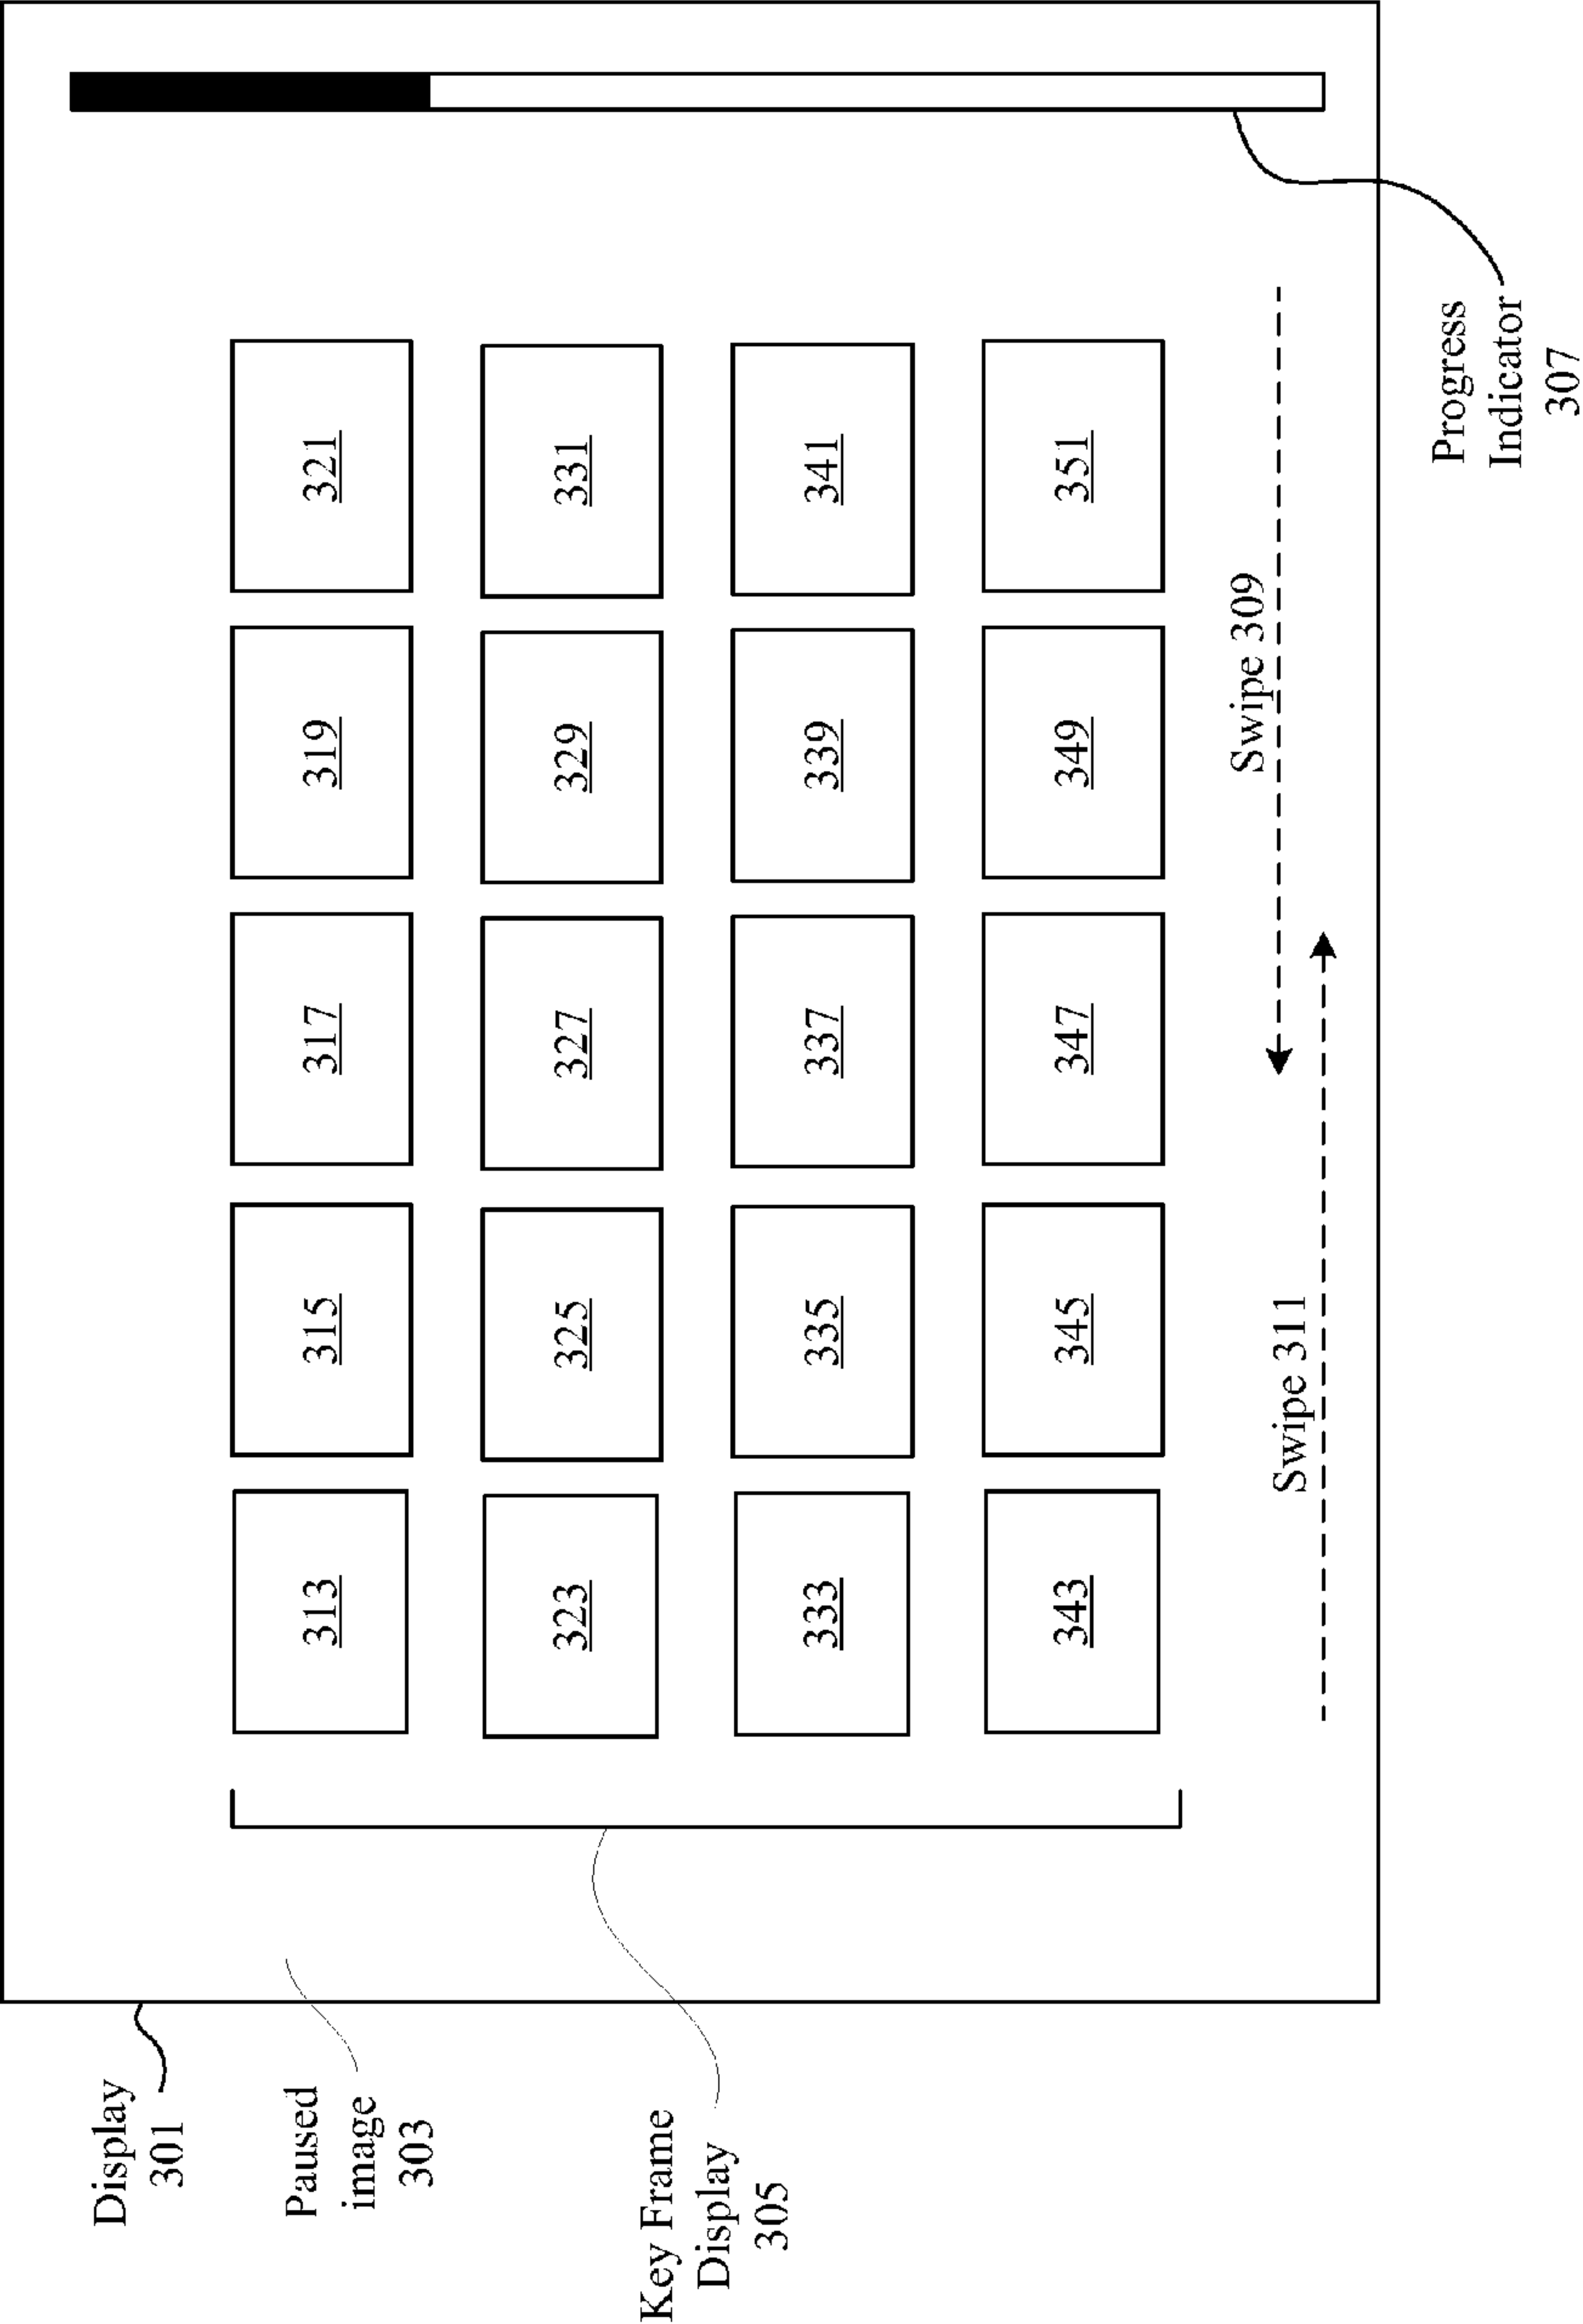 Display
301
Paused
image
303
Key Frame
Display
305
313
315
317
319
321
323
325
327
329
331
333
335
337
339
341
343
345
347
349
351
Swipe 309
Swipe 311
Progress
Indicator
307